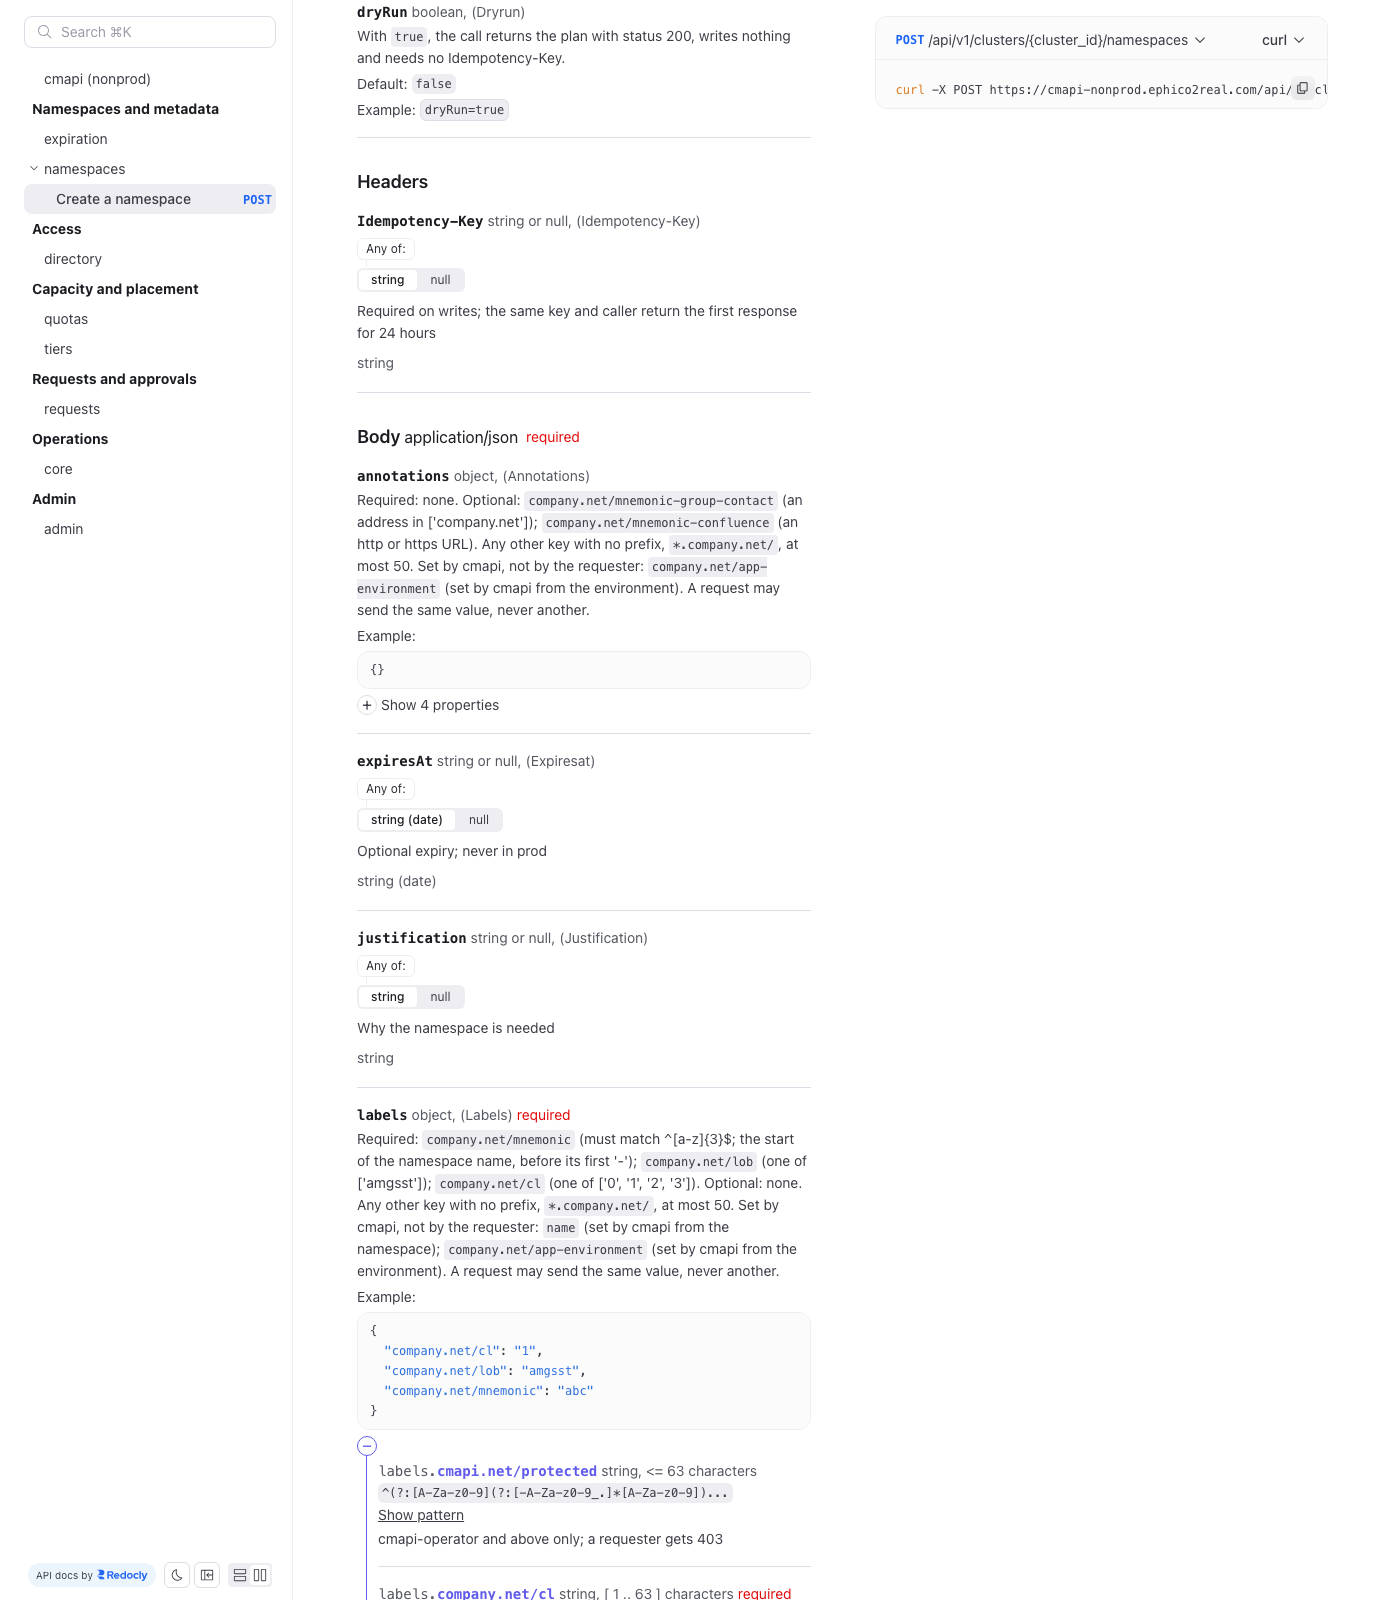 Search ⌘K
cmapi (nonprod)
Namespaces and metadata
expiration
namespaces
Create a namespace POST
Access
directory
Capacity and placement
quotas
tiers
Requests and approvals
requests
Operations
core
Admin
admin
API docs by Redocly
dryRun boolean, (Dryrun)
With true, the call returns the plan with status 200, writes nothing
and needs no Idempotency-Key.
Default: false
Example: dryRun=true
Headers
Idempotency-Key string or null, (Idempotency-Key)
Any of:
string null
Required on writes; the same key and caller return the first response
for 24 hours
string
Body application/json required
annotations object, (Annotations)
Required: none. Optional: company.net/mnemonic-group-contact (an
address in ['company.net']); company.net/mnemonic-confluence (an
http or https URL). Any other key with no prefix, *.company.net/, at
most 50. Set by cmapi, not by the requester: company.net/app-
environment (set by cmapi from the environment). A request may
send the same value, never another.
Example:
{}
Show 4 properties
expiresAt string or null, (Expiresat)
Any of:
string (date) null
Optional expiry; never in prod
string (date)
justification string or null, (Justification)
Any of:
string null
Why the namespace is needed
string
labels object, (Labels) required
Required: company.net/mnemonic (must match ^[a-z]{3}$; the start
of the namespace name, before its first '-'); company.net/lob (one of
['amgsst']); company.net/cl (one of ['0', '1', '2', '3']). Optional: none.
Any other key with no prefix, *.company.net/, at most 50. Set by
cmapi, not by the requester: name (set by cmapi from the
namespace); company.net/app-environment (set by cmapi from the
environment). A request may send the same value, never another.
Example:
{
"company.net/cl": "1",
"company.net/lob": "amgsst",
"company.net/mnemonic": "abc"
}
labels.cmapi.net/protected string, <= 63 characters
^(?:[A-Za-z0-9](?:[-A-Za-z0-9_.]*[A-Za-z0-9])...
Show pattern
cmapi-operator and above only; a requester gets 403
labels.company.net/cl string, [ 1 .. 63 ] characters required
POST /api/v1/clusters/{cluster_id}/namespaces curl
curl -X POST https://cmapi-nonprod.ephico2real.com/api/ cl